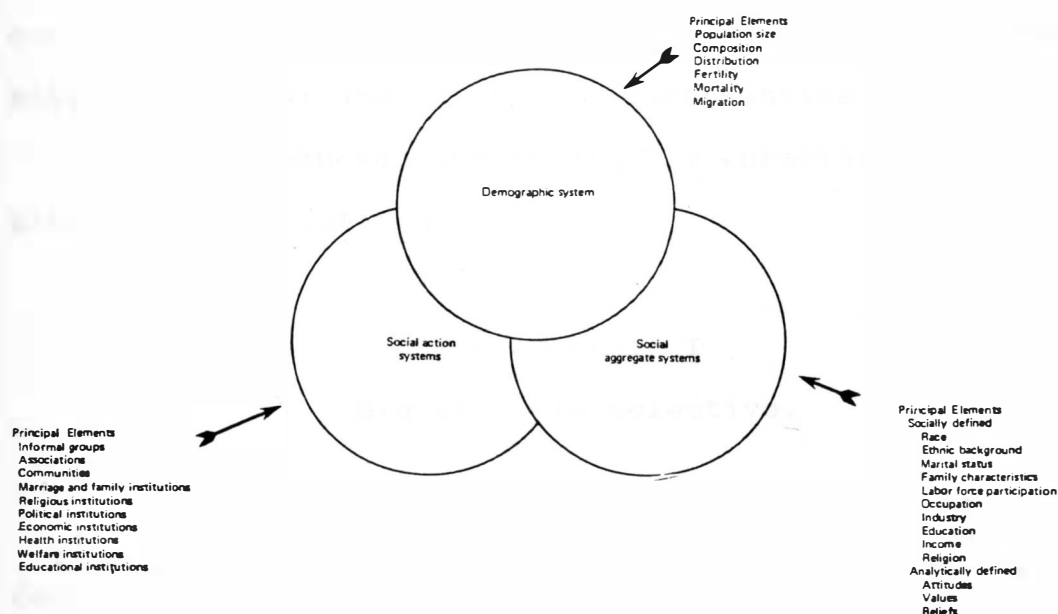 Principal Elements
Population size
Composition
Distribution
Fertility
Mortality
Migration
Demographic system
Social action
systems
Social
aggregate systems
Principal Elements
Informal groups
Associations
Communities
Marriage and family institutions
Religious institutions
Political institutions
Economic institutions
Health institutions
Welfare institutions
Educational institutions
Principal Elements
Socially defined
Race
Ethnic background
Marital status
Family characteristics
Labor force participation
Occupation
Industry
Education
Income
Religion
Analytically defined
Attitudes
Values
Beliefs